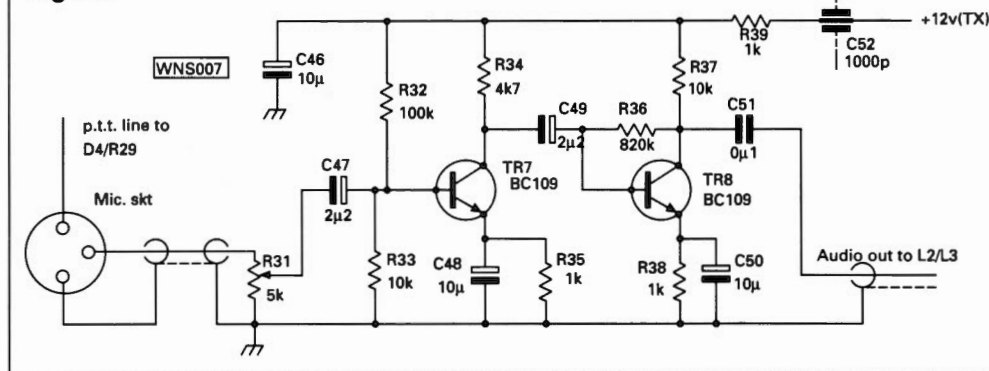 R39
1k
+12v(TX)
C52
1000p
WNS007
C46
10µ
R32
100k
R34
4k7
R37
10k
C49
2µ2
R36
820k
C51
0µ1
p.t.t. line to
D4/R29
Mic. skt
C47
2µ2
TR7
BC109
TR8
BC109
R31
5k
R33
10k
C48
10µ
R35
1k
R38
1k
C50
10µ
Audio out to L2/L3